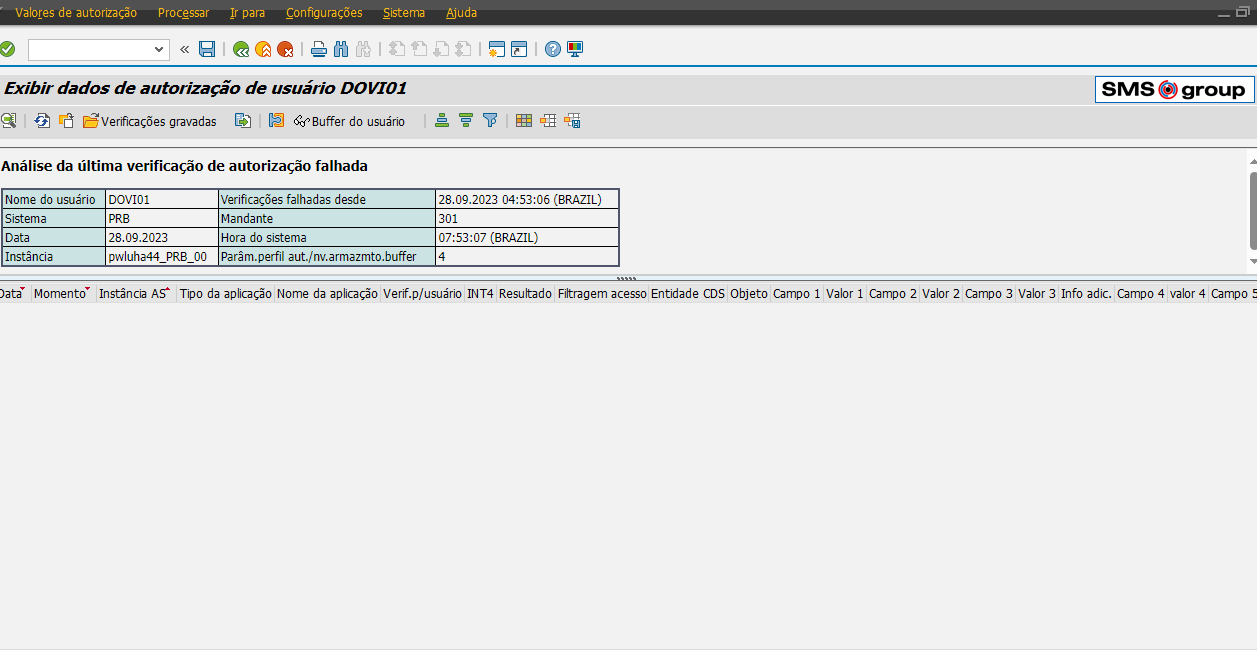 Valores de autorização Processar Ir para Configurações Sistema Ajuda
Exibir dados de autorização de usuário DOVI01
SMS group
Verificações gravadas Buffer do usuário
Análise da última verificação de autorização falhada
Nome do usuário DOVI01 Verificações falhadas desde 28.09.2023 04:53:06 (BRAZIL)
Sistema PRB Mandante 301
Data 28.09.2023 Hora do sistema 07:53:07 (BRAZIL)
Instância pwluha44_PRB_00 Parâm.perfil aut./nv.armazmto.buffer 4
Data Momento Instância AS Tipo da aplicação Nome da aplicação Verif.p/usuário INT4 Resultado Filtragem acesso Entidade CDS Objeto Campo 1 Valor 1 Campo 2 Valor 2 Campo 3 Valor 3 Info adic. Campo 4 valor 4 Campo 5